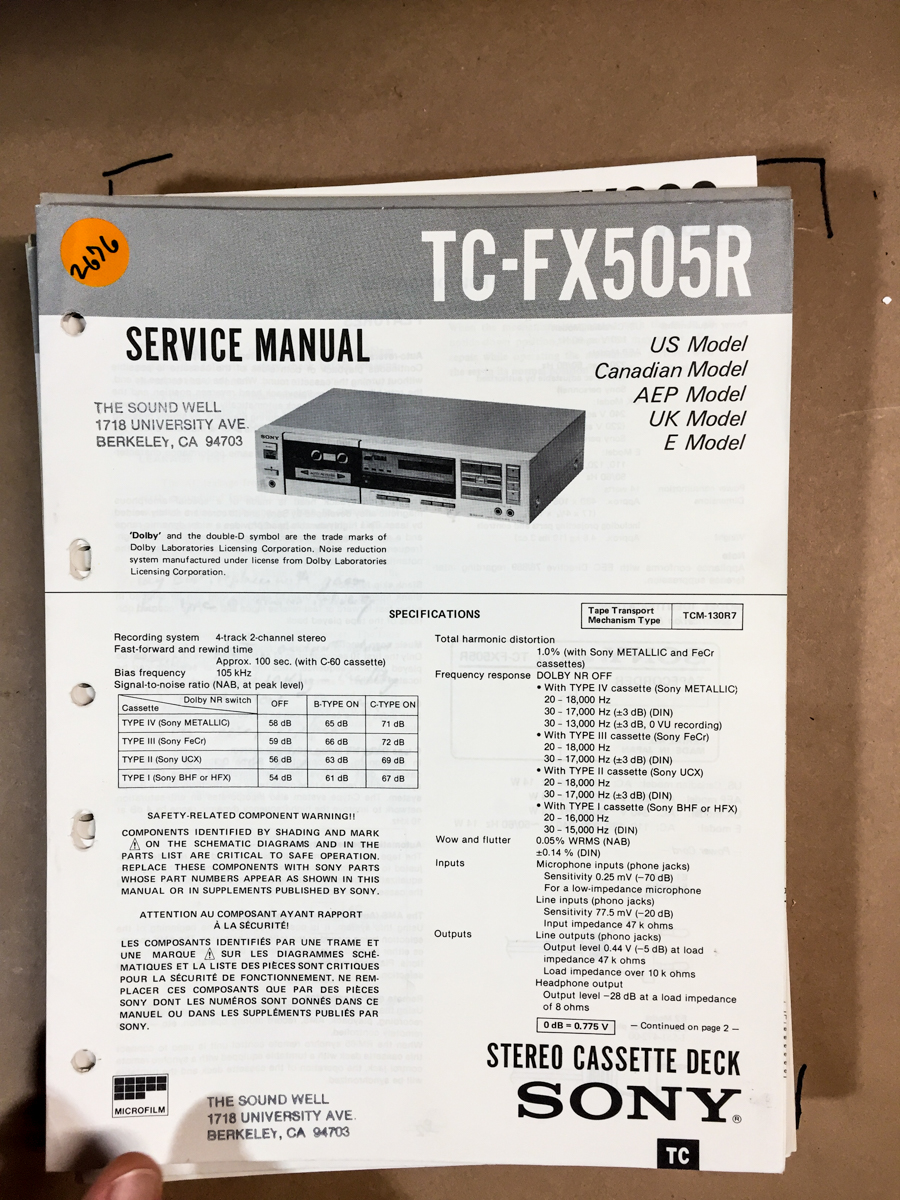 2676
TC-FX505R
SERVICE MANUAL
US Model
Canadian Model
AEP Model
UK Model
E Model
THE SOUND WELL
1718 UNIVERSITY AVE.
BERKELEY, CA 94703
SONY
'Dolby' and the double-D symbol are the trade marks of
Dolby Laboratories Licensing Corporation. Noise reduction
system manufactured under license from Dolby Laboratories
Licensing Corporation.
SPECIFICATIONS
Tape Transport
Mechanism Type
TCM-130R7
Recording system 4-track 2-channel stereo
Fast-forward and rewind time
Approx. 100 sec. (with C-60 cassette)
Bias frequency 105 kHz
Signal-to-noise ratio (NAB, at peak level)
Dolby NR switch
Cassette
OFF B-TYPE ON C-TYPE ON
TYPE IV (Sony METALLIC) 58 dB 65 dB 71 dB
TYPE III (Sony FeCr) 59 dB 66 dB 72 dB
TYPE II (Sony UCX) 56 dB 63 dB 69 dB
TYPE I (Sony BHF or HFX) 54 dB 61 dB 67 dB
SAFETY-RELATED COMPONENT WARNING!!
COMPONENTS IDENTIFIED BY SHADING AND MARK
⚠ ON THE SCHEMATIC DIAGRAMS AND IN THE
PARTS LIST ARE CRITICAL TO SAFE OPERATION.
REPLACE THESE COMPONENTS WITH SONY PARTS
WHOSE PART NUMBERS APPEAR AS SHOWN IN THIS
MANUAL OR IN SUPPLEMENTS PUBLISHED BY SONY.
ATTENTION AU COMPOSANT AYANT RAPPORT
À LA SÉCURITÉ!
LES COMPOSANTS IDENTIFIÉS PAR UNE TRAME ET
UNE MARQUE ⚠ SUR LES DIAGRAMMES SCHÉ-
MATIQUES ET LA LISTE DES PIÈCES SONT CRITIQUES
POUR LA SÉCURITÉ DE FONCTIONNEMENT. NE REM-
PLACER CES COMPOSANTS QUE PAR DES PIÈCES
SONY DONT LES NUMÉROS SONT DONNÉS DANS CE
MANUEL OU DANS LES SUPPLÉMENTS PUBLIÉS PAR
SONY.
Total harmonic distortion
1.0% (with Sony METALLIC and FeCr
cassettes)
Frequency response DOLBY NR OFF
• With TYPE IV cassette (Sony METALLIC)
20 – 18,000 Hz
30 – 17,000 Hz (±3 dB) (DIN)
30 – 13,000 Hz (±3 dB, 0 VU recording)
• With TYPE III cassette (Sony FeCr)
20 – 18,000 Hz
30 – 17,000 Hz (±3 dB) (DIN)
• With TYPE II cassette (Sony UCX)
20 – 18,000 Hz
30 – 17,000 Hz (±3 dB) (DIN)
• With TYPE I cassette (Sony BHF or HFX)
20 – 16,000 Hz
30 – 15,000 Hz (DIN)
Wow and flutter 0.05% WRMS (NAB)
±0.14 % (DIN)
Inputs Microphone inputs (phone jacks)
Sensitivity 0.25 mV (–70 dB)
For a low-impedance microphone
Line inputs (phono jacks)
Sensitivity 77.5 mV (–20 dB)
Input impedance 47 k ohms
Outputs Line outputs (phono jacks)
Output level 0.44 V (–5 dB) at load
impedance 47 k ohms
Load impedance over 10 k ohms
Headphone output
Output level –28 dB at a load impedance
of 8 ohms
0 dB = 0.775 V
— Continued on page 2 —
STEREO CASSETTE DECK
SONY®
TC
MICROFILM
THE SOUND WELL
1718 UNIVERSITY AVE.
BERKELEY, CA 94703